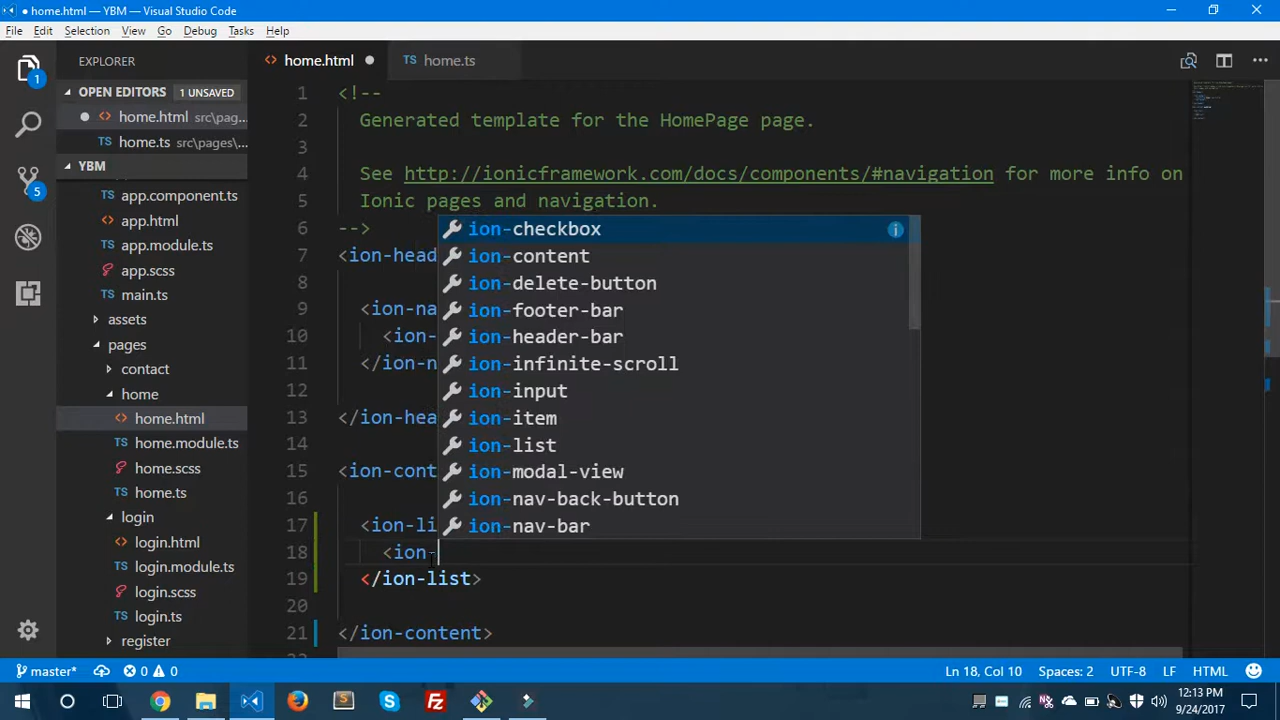 ● home.html — YBM — Visual Studio Code
File Edit Selection View Go Debug Tasks Help
EXPLORER
OPEN EDITORS 1 UNSAVED
home.html src\pag...
home.ts src\pages\...
YBM
app.component.ts
app.html
app.module.ts
app.scss
main.ts
assets
pages
contact
home
home.html
home.module.ts
home.scss
home.ts
login
login.html
login.module.ts
login.scss
login.ts
register
1
5
home.html
TS home.ts
1 <!--
2 Generated template for the HomePage page.
3
4 See http://ionicframework.com/docs/components/#navigation for more info on
5 Ionic pages and navigation.
6 -->
7 <ion-head
8
9 <ion-na
10 <ion-
11 </ion-n
12
13 </ion-hea
14
15 <ion-cont
16
17 <ion-li
18 <ion-
19 </ion-list>
20
21 </ion-content>
ion-checkbox
ion-content
ion-delete-button
ion-footer-bar
ion-header-bar
ion-infinite-scroll
ion-input
ion-item
ion-list
ion-modal-view
ion-nav-back-button
ion-nav-bar
master* 0 0 Ln 18, Col 10 Spaces: 2 UTF-8 LF HTML
12:13 PM
9/24/2017